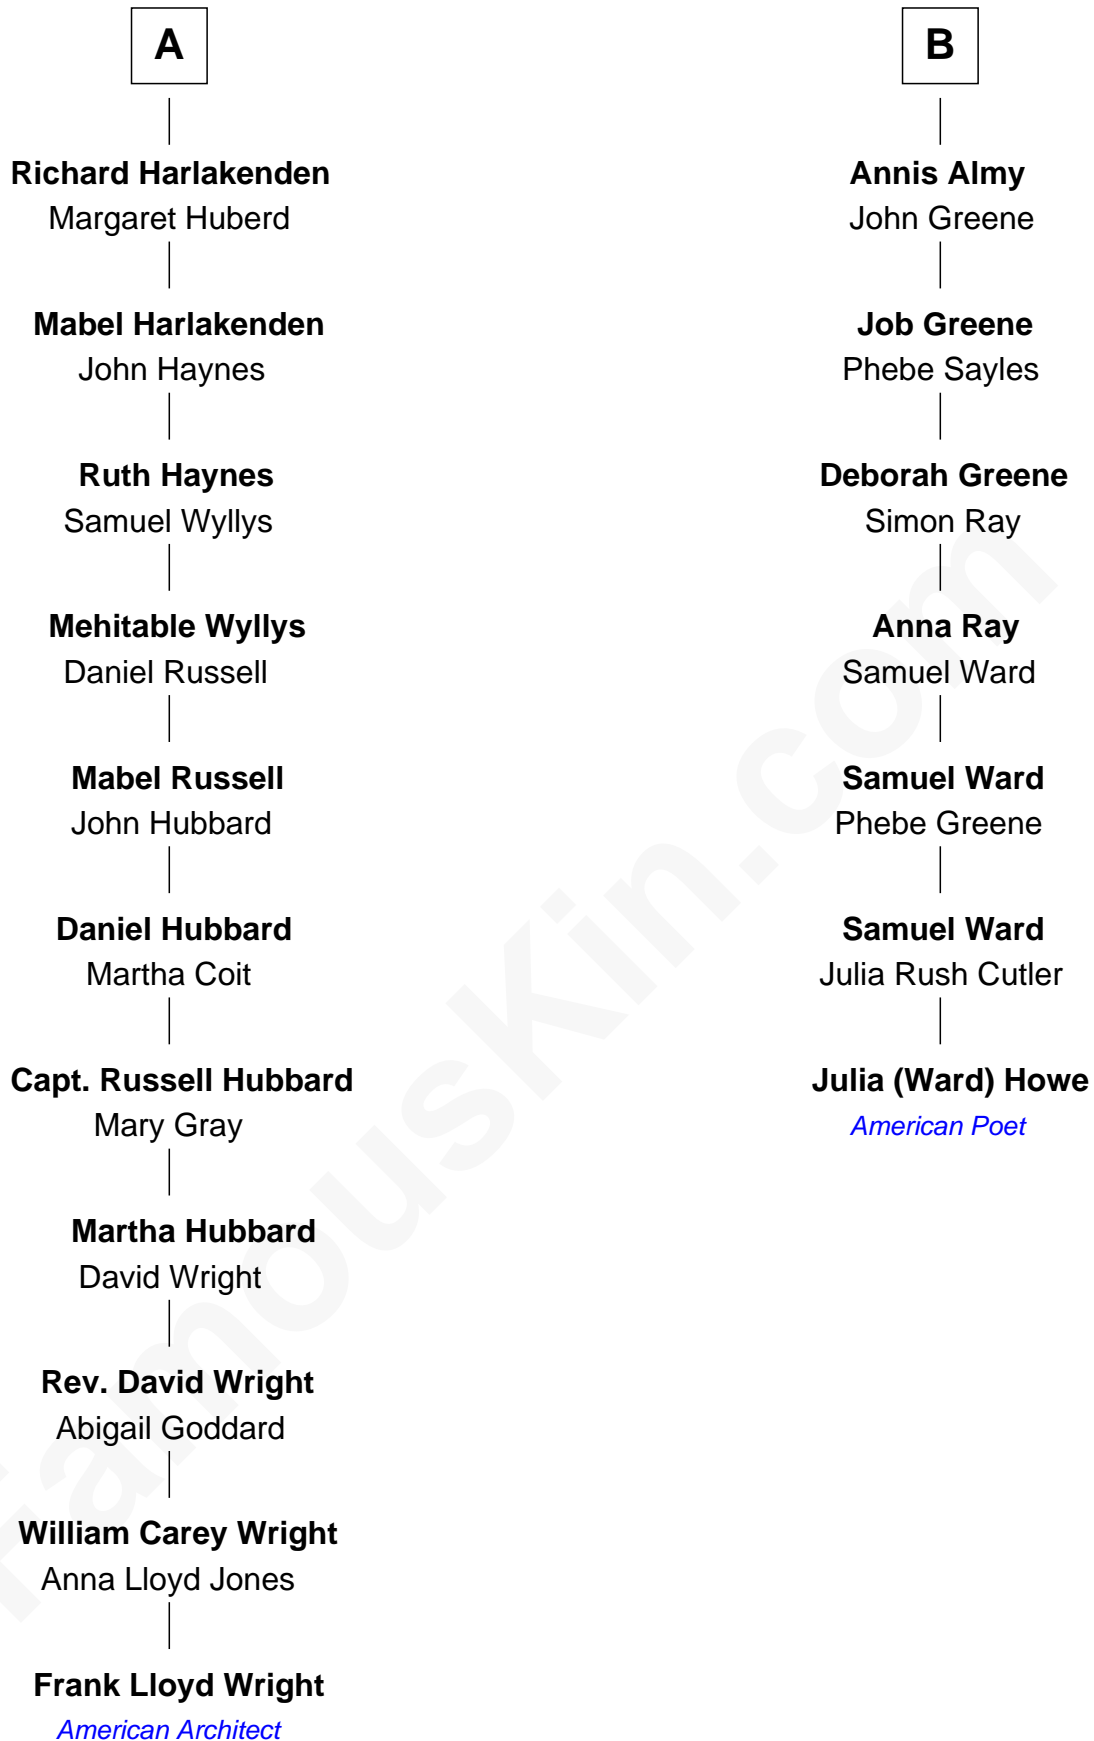 A
Richard Harlakenden
Margaret Huberd
Mabel Harlakenden
John Haynes
Ruth Haynes
Samuel Wyllys
Mehitable Wyllys
Daniel Russell
Mabel Russell
John Hubbard
Daniel Hubbard
Martha Coit
Capt. Russell Hubbard
Mary Gray
Martha Hubbard
David Wright
Rev. David Wright
Abigail Goddard
William Carey Wright
Anna Lloyd Jones
Frank Lloyd Wright
American Architect
B
Annis Almy
John Greene
Job Greene
Phebe Sayles
Deborah Greene
Simon Ray
Anna Ray
Samuel Ward
Samuel Ward
Phebe Greene
Samuel Ward
Julia Rush Cutler
Julia (Ward) Howe
American Poet
FamousKin.com